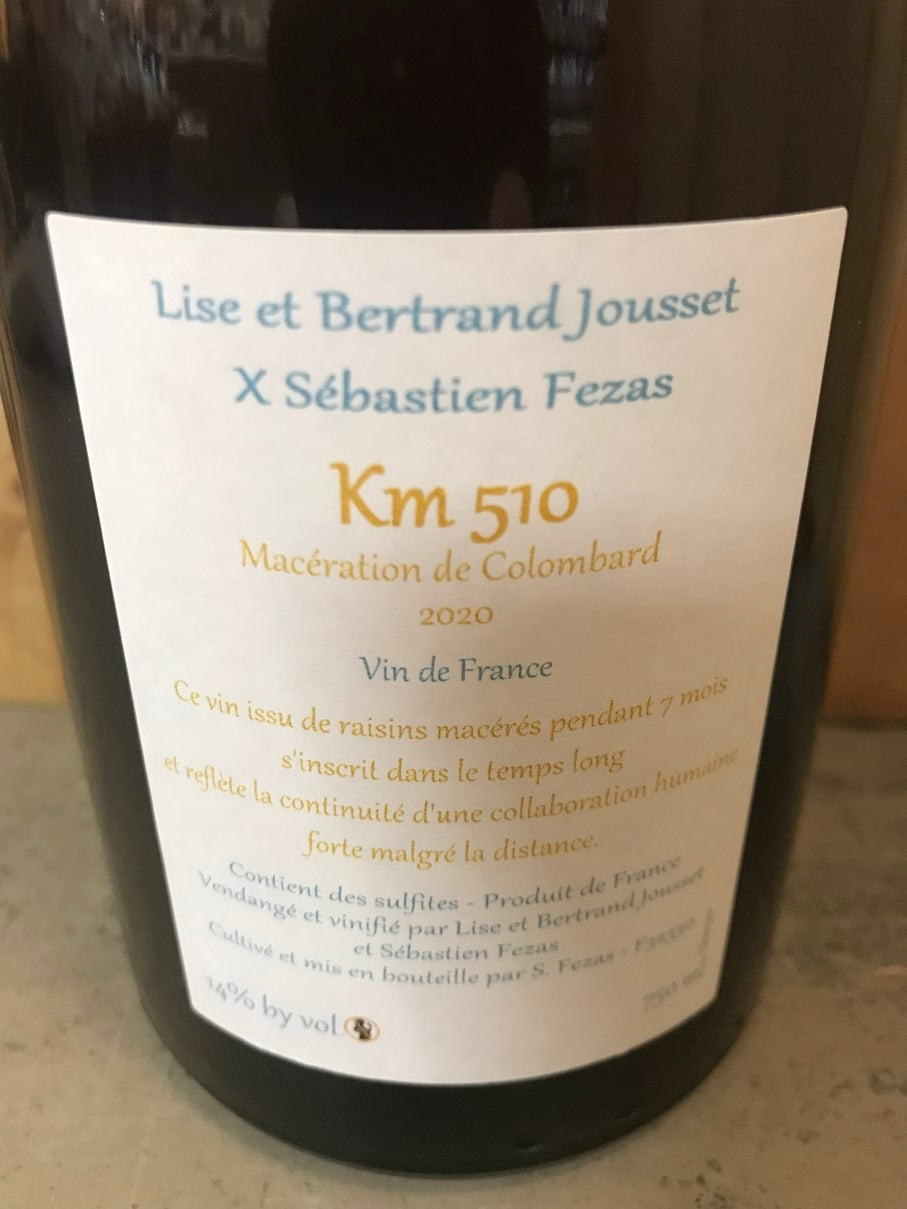 Lise et Bertrand Jousset
X Sébastien Fezas
Km 510
Macération de Colombard
2020
Vin de France
Ce vin issu de raisins macérés pendant 7 mois
s'inscrit dans le temps long
et reflète la continuité d'une collaboration humaine
forte malgré la distance.
Contient des sulfites - Produit de France
Vendangé et vinifié par Lise et Bertrand Jousset
et Sébastien Fezas
Cultivé et mis en bouteille par S. Fezas -
14% by vol.
750 ml